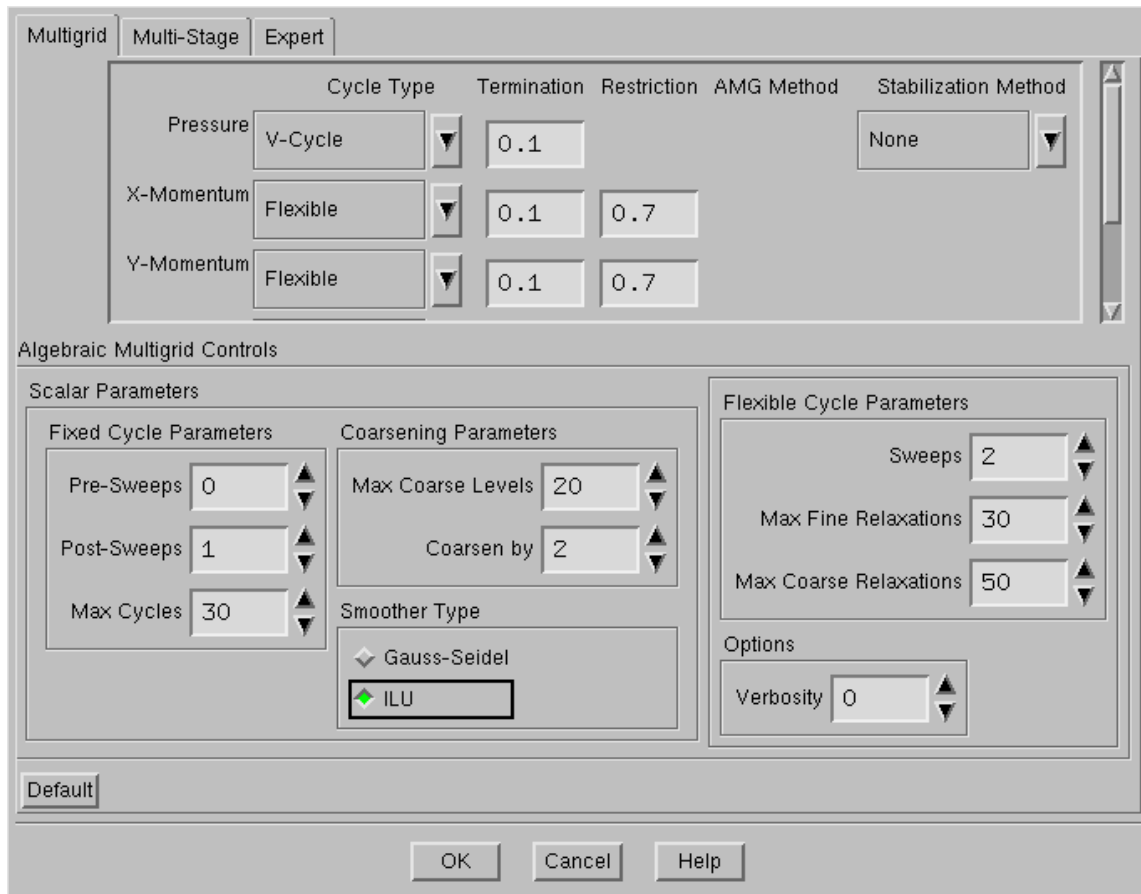 Multigrid Multi-Stage Expert
Cycle Type Termination Restriction AMG Method Stabilization Method
Pressure V-Cycle 0.1 None
X-Momentum Flexible 0.1 0.7
Y-Momentum Flexible 0.1 0.7
Algebraic Multigrid Controls
Scalar Parameters
Fixed Cycle Parameters
Pre-Sweeps 0
Post-Sweeps 1
Max Cycles 30
Coarsening Parameters
Max Coarse Levels 20
Coarsen by 2
Smoother Type
Gauss-Seidel
ILU
Flexible Cycle Parameters
Sweeps 2
Max Fine Relaxations 30
Max Coarse Relaxations 50
Options
Verbosity 0
Default
OK Cancel Help